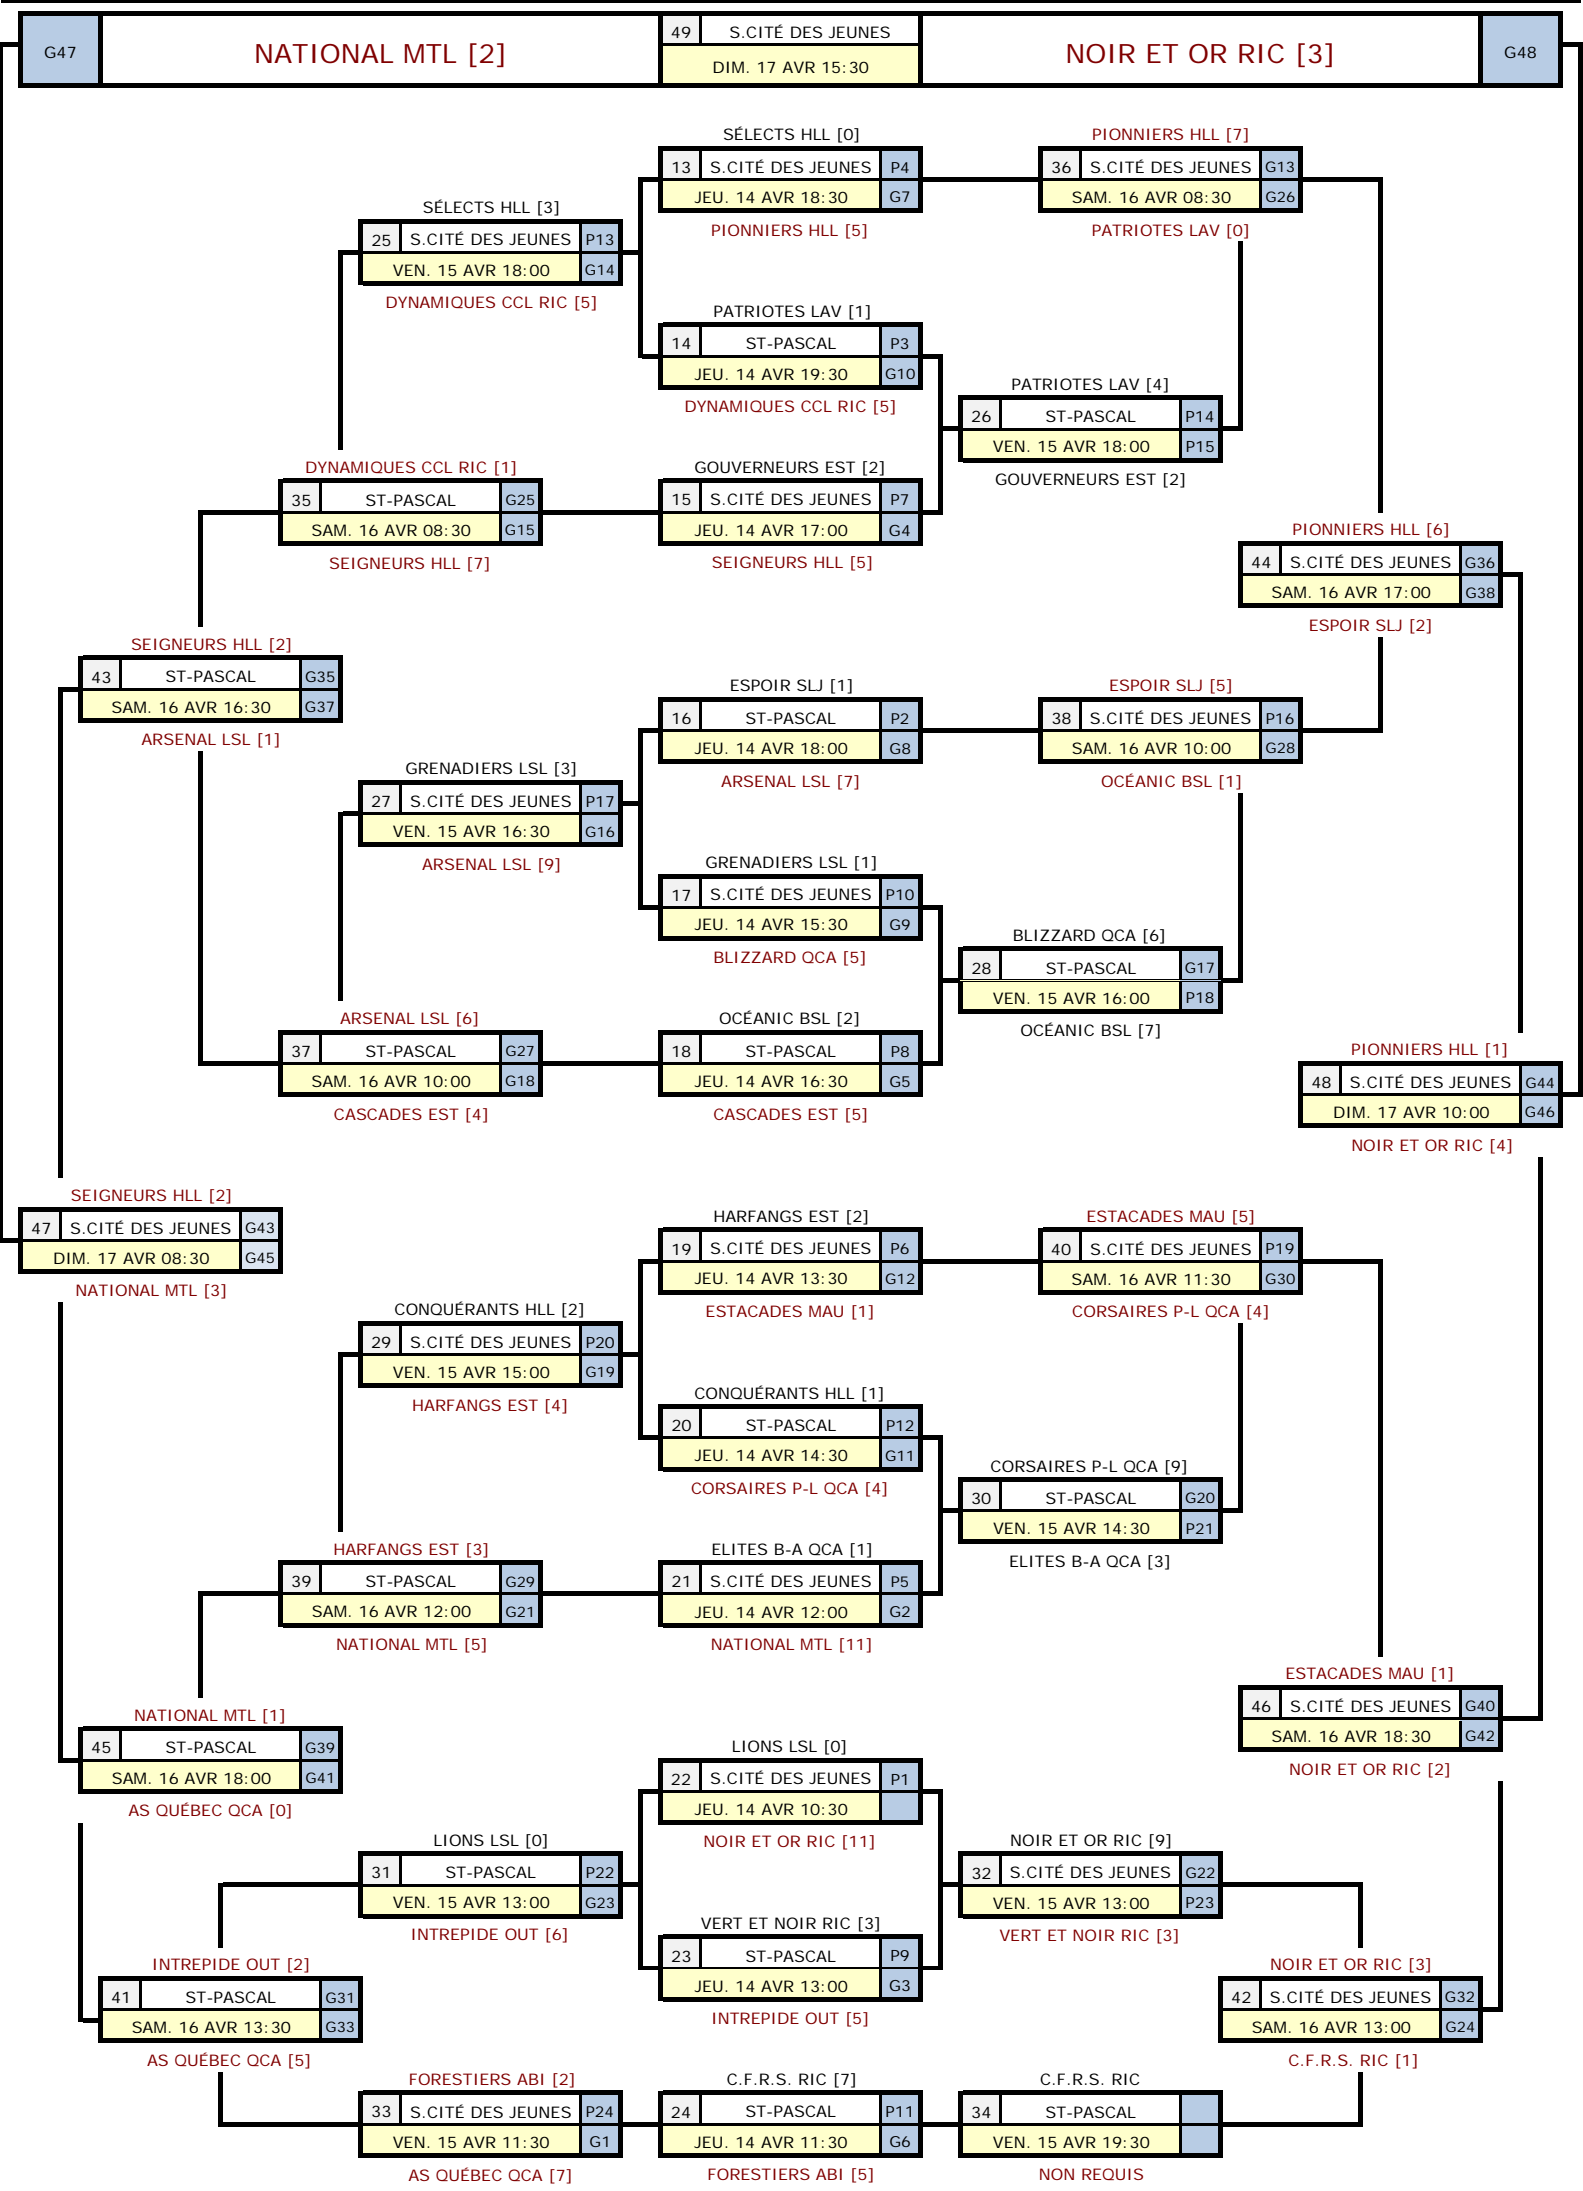 G47
NATIONAL MTL [2]
49 S.CITÉ DES JEUNES
DIM. 17 AVR 15:30
NOIR ET OR RIC [3]
G48
SÉLECTS HLL [0]
13 S.CITÉ DES JEUNES P4
JEU. 14 AVR 18:30 G7
PIONNIERS HLL [5]
PIONNIERS HLL [7]
36 S.CITÉ DES JEUNES G13
SAM. 16 AVR 08:30 G26
PATRIOTES LAV [0]
SÉLECTS HLL [3]
25 S.CITÉ DES JEUNES P13
VEN. 15 AVR 18:00 G14
DYNAMIQUES CCL RIC [5]
PATRIOTES LAV [1]
14 ST-PASCAL P3
JEU. 14 AVR 19:30 G10
DYNAMIQUES CCL RIC [5]
PATRIOTES LAV [4]
26 ST-PASCAL P14
VEN. 15 AVR 18:00 P15
GOUVERNEURS EST [2]
DYNAMIQUES CCL RIC [1]
35 ST-PASCAL G25
SAM. 16 AVR 08:30 G15
SEIGNEURS HLL [7]
GOUVERNEURS EST [2]
15 S.CITÉ DES JEUNES P7
JEU. 14 AVR 17:00 G4
SEIGNEURS HLL [5]
PIONNIERS HLL [6]
44 S.CITÉ DES JEUNES G36
SAM. 16 AVR 17:00 G38
ESPOIR SLJ [2]
SEIGNEURS HLL [2]
43 ST-PASCAL G35
SAM. 16 AVR 16:30 G37
ARSENAL LSL [1]
ESPOIR SLJ [1]
16 ST-PASCAL P2
JEU. 14 AVR 18:00 G8
ARSENAL LSL [7]
ESPOIR SLJ [5]
38 S.CITÉ DES JEUNES P16
SAM. 16 AVR 10:00 G28
OCÉANIC BSL [1]
GRENADIERS LSL [3]
27 S.CITÉ DES JEUNES P17
VEN. 15 AVR 16:30 G16
ARSENAL LSL [9]
GRENADIERS LSL [1]
17 S.CITÉ DES JEUNES P10
JEU. 14 AVR 15:30 G9
BLIZZARD QCA [5]
BLIZZARD QCA [6]
28 ST-PASCAL G17
VEN. 15 AVR 16:00 P18
OCÉANIC BSL [7]
ARSENAL LSL [6]
37 ST-PASCAL G27
SAM. 16 AVR 10:00 G18
CASCADES EST [4]
OCÉANIC BSL [2]
18 ST-PASCAL P8
JEU. 14 AVR 16:30 G5
CASCADES EST [5]
PIONNIERS HLL [1]
48 S.CITÉ DES JEUNES G44
DIM. 17 AVR 10:00 G46
NOIR ET OR RIC [4]
SEIGNEURS HLL [2]
47 S.CITÉ DES JEUNES G43
DIM. 17 AVR 08:30 G45
NATIONAL MTL [3]
HARFANGS EST [2]
19 S.CITÉ DES JEUNES P6
JEU. 14 AVR 13:30 G12
ESTACADES MAU [1]
ESTACADES MAU [5]
40 S.CITÉ DES JEUNES P19
SAM. 16 AVR 11:30 G30
CORSAIRES P-L QCA [4]
CONQUÉRANTS HLL [2]
29 S.CITÉ DES JEUNES P20
VEN. 15 AVR 15:00 G19
HARFANGS EST [4]
CONQUÉRANTS HLL [1]
20 ST-PASCAL P12
JEU. 14 AVR 14:30 G11
CORSAIRES P-L QCA [4]
CORSAIRES P-L QCA [9]
30 ST-PASCAL G20
VEN. 15 AVR 14:30 P21
ELITES B-A QCA [3]
HARFANGS EST [3]
39 ST-PASCAL G29
SAM. 16 AVR 12:00 G21
NATIONAL MTL [5]
ELITES B-A QCA [1]
21 S.CITÉ DES JEUNES P5
JEU. 14 AVR 12:00 G2
NATIONAL MTL [11]
ESTACADES MAU [1]
46 S.CITÉ DES JEUNES G40
SAM. 16 AVR 18:30 G42
NOIR ET OR RIC [2]
NATIONAL MTL [1]
45 ST-PASCAL G39
SAM. 16 AVR 18:00 G41
AS QUÉBEC QCA [0]
LIONS LSL [0]
22 S.CITÉ DES JEUNES P1
JEU. 14 AVR 10:30
NOIR ET OR RIC [11]
LIONS LSL [0]
31 ST-PASCAL P22
VEN. 15 AVR 13:00 G23
INTREPIDE OUT [6]
NOIR ET OR RIC [9]
32 S.CITÉ DES JEUNES G22
VEN. 15 AVR 13:00 P23
VERT ET NOIR RIC [3]
VERT ET NOIR RIC [3]
23 ST-PASCAL P9
JEU. 14 AVR 13:00 G3
INTREPIDE OUT [5]
INTREPIDE OUT [2]
41 ST-PASCAL G31
SAM. 16 AVR 13:30 G33
AS QUÉBEC QCA [5]
NOIR ET OR RIC [3]
42 S.CITÉ DES JEUNES G32
SAM. 16 AVR 13:00 G24
C.F.R.S. RIC [1]
FORESTIERS ABI [2]
33 S.CITÉ DES JEUNES P24
VEN. 15 AVR 11:30 G1
AS QUÉBEC QCA [7]
C.F.R.S. RIC [7]
24 ST-PASCAL P11
JEU. 14 AVR 11:30 G6
FORESTIERS ABI [5]
C.F.R.S. RIC
34 ST-PASCAL
VEN. 15 AVR 19:30
NON REQUIS